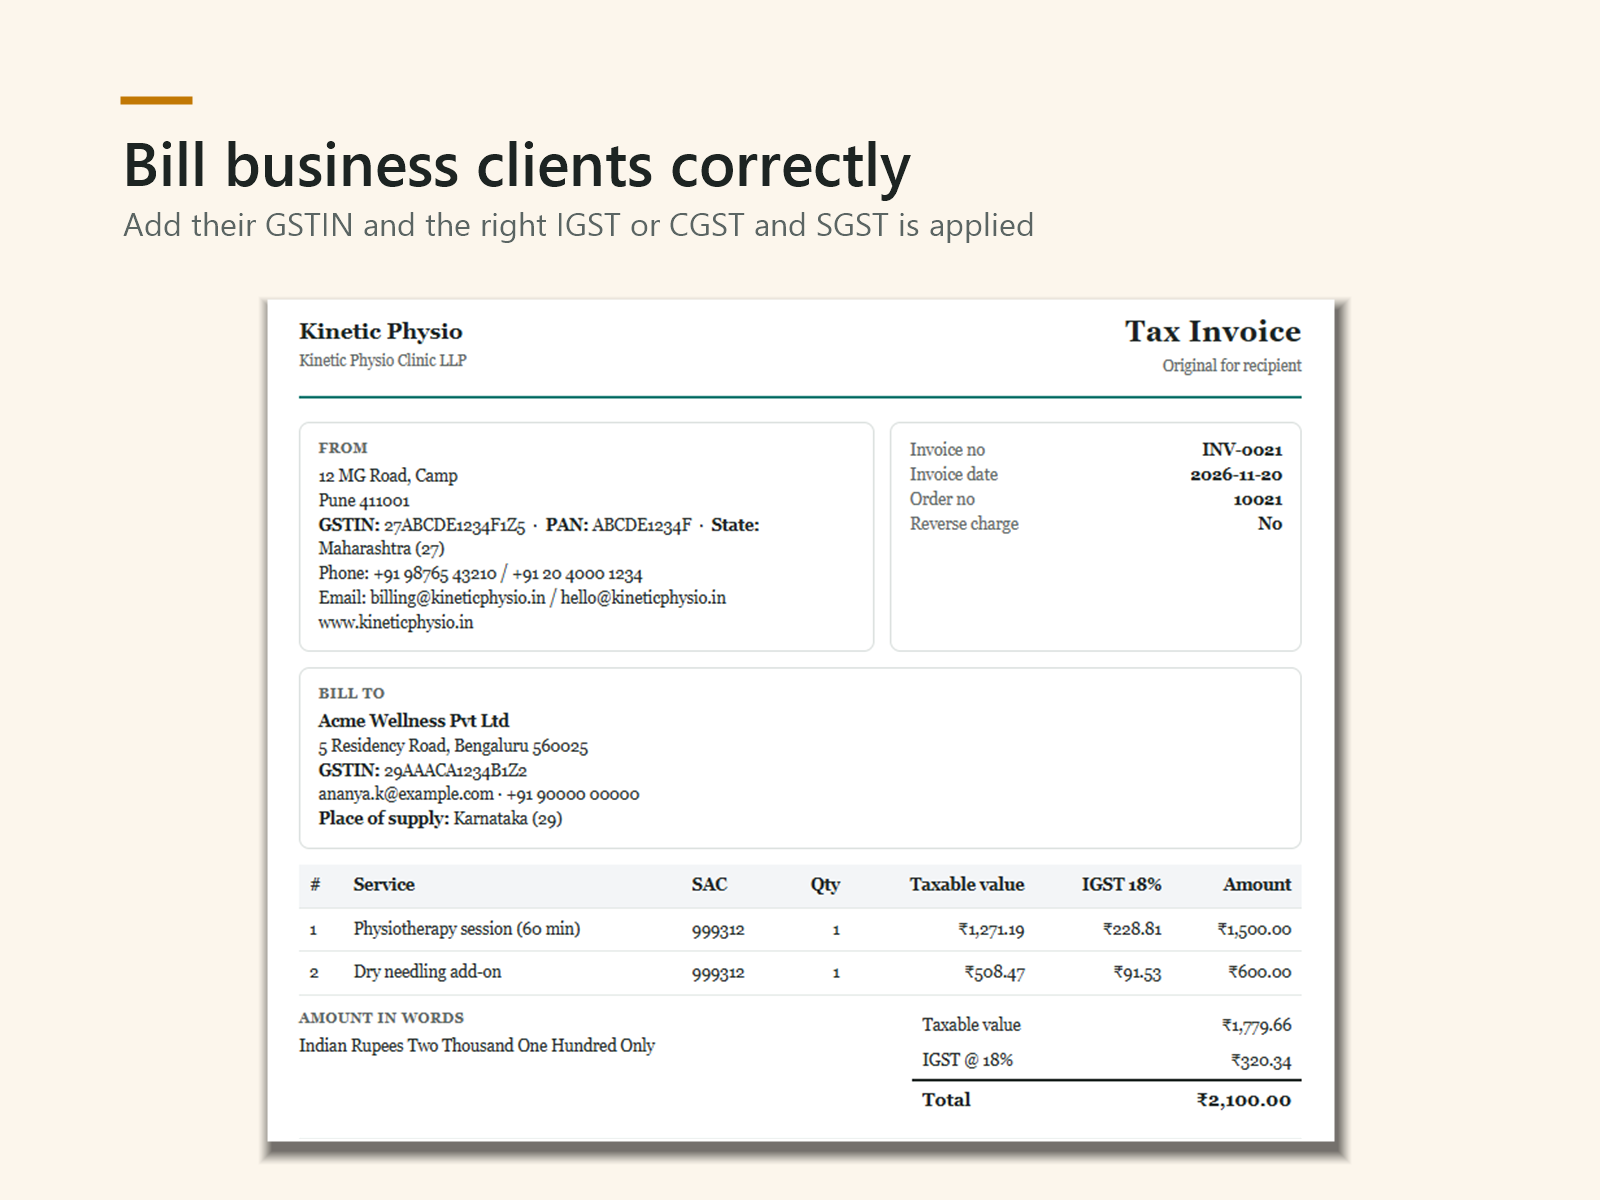 Bill business clients correctly
Add their GSTIN and the right IGST or CGST and SGST is applied
Kinetic Physio
Kinetic Physio Clinic LLP
Tax Invoice
Original for recipient
FROM
12 MG Road, Camp
Pune 411001
GSTIN: 27ABCDE1234F1Z5 · PAN: ABCDE1234F · State:
Maharashtra (27)
Phone: +91 98765 43210 / +91 20 4000 1234
Email: billing@kineticphysio.in / hello@kineticphysio.in
www.kineticphysio.in
Invoice no INV-0021
Invoice date 2026-11-20
Order no 10021
Reverse charge No
BILL TO
Acme Wellness Pvt Ltd
5 Residency Road, Bengaluru 560025
GSTIN: 29AAACA1234B1Z2
ananya.k@example.com · +91 90000 00000
Place of supply: Karnataka (29)
# Service SAC Qty Taxable value IGST 18% Amount
1 Physiotherapy session (60 min) 999312 1 ₹1,271.19 ₹228.81 ₹1,500.00
2 Dry needling add-on 999312 1 ₹508.47 ₹91.53 ₹600.00
AMOUNT IN WORDS
Indian Rupees Two Thousand One Hundred Only
Taxable value ₹1,779.66
IGST @ 18% ₹320.34
Total ₹2,100.00